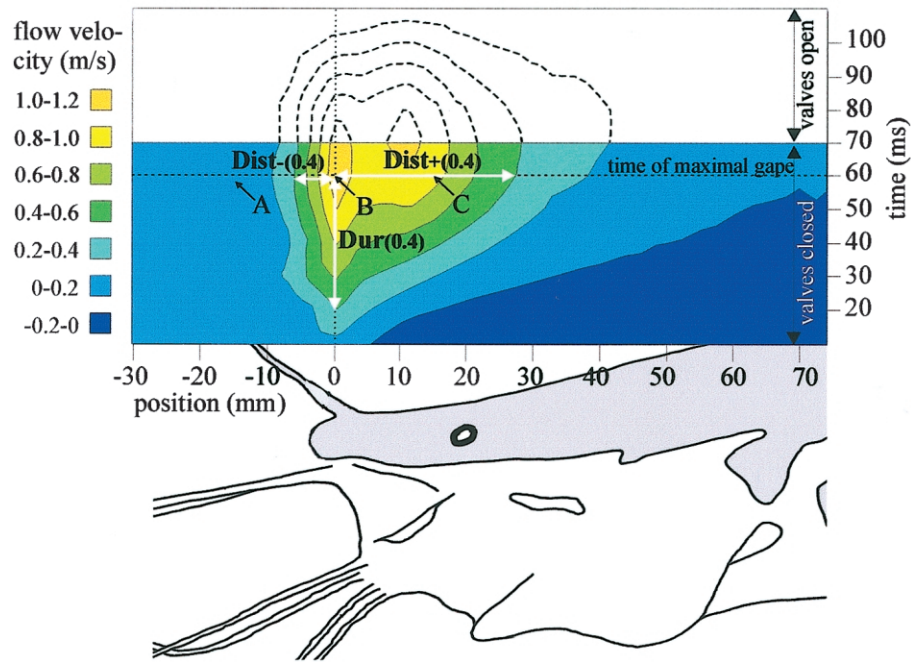 flow velo-
city (m/s)
1.0-1.2
0.8-1.0
0.6-0.8
0.4-0.6
0.2-0.4
0-0.2
-0.2-0
Dist-(0.4)
Dist+(0.4)
A
B
C
Dur(0.4)
time of maximal gape
valves open
valves closed
100
90
80
70
60
50
40
30
20
time (ms)
-30 -20 -10 0 10 20 30 40 50 60 70
position (mm)